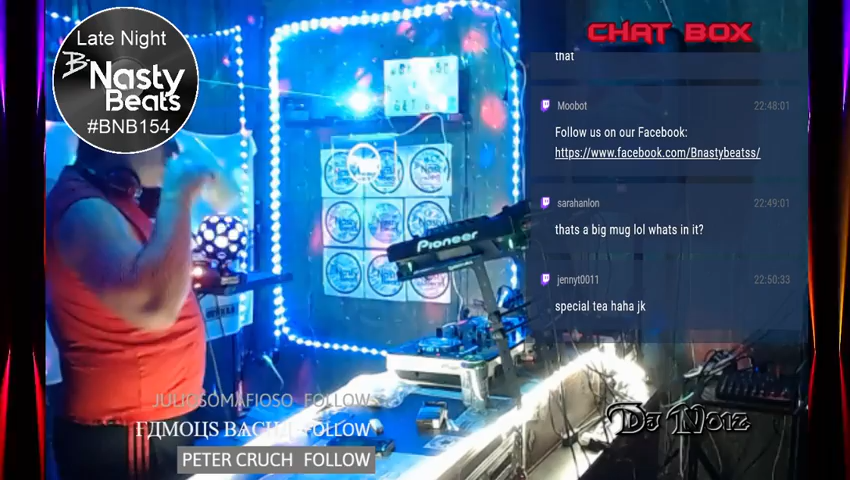 Late Night
B Nasty
Beats
#BNB154
CHAT BOX
that
Moobot 22:48:01
Follow us on our Facebook:
https://www.facebook.com/Bnastybeatss/
sarahanlon 22:49:01
thats a big mug lol whats in it?
jennyt0011 22:50:33
special tea haha jk
Pioneer
SOMAFIOSO FOLLOW
FOLLOW
PETER CRUCH FOLLOW
DJ Noiz